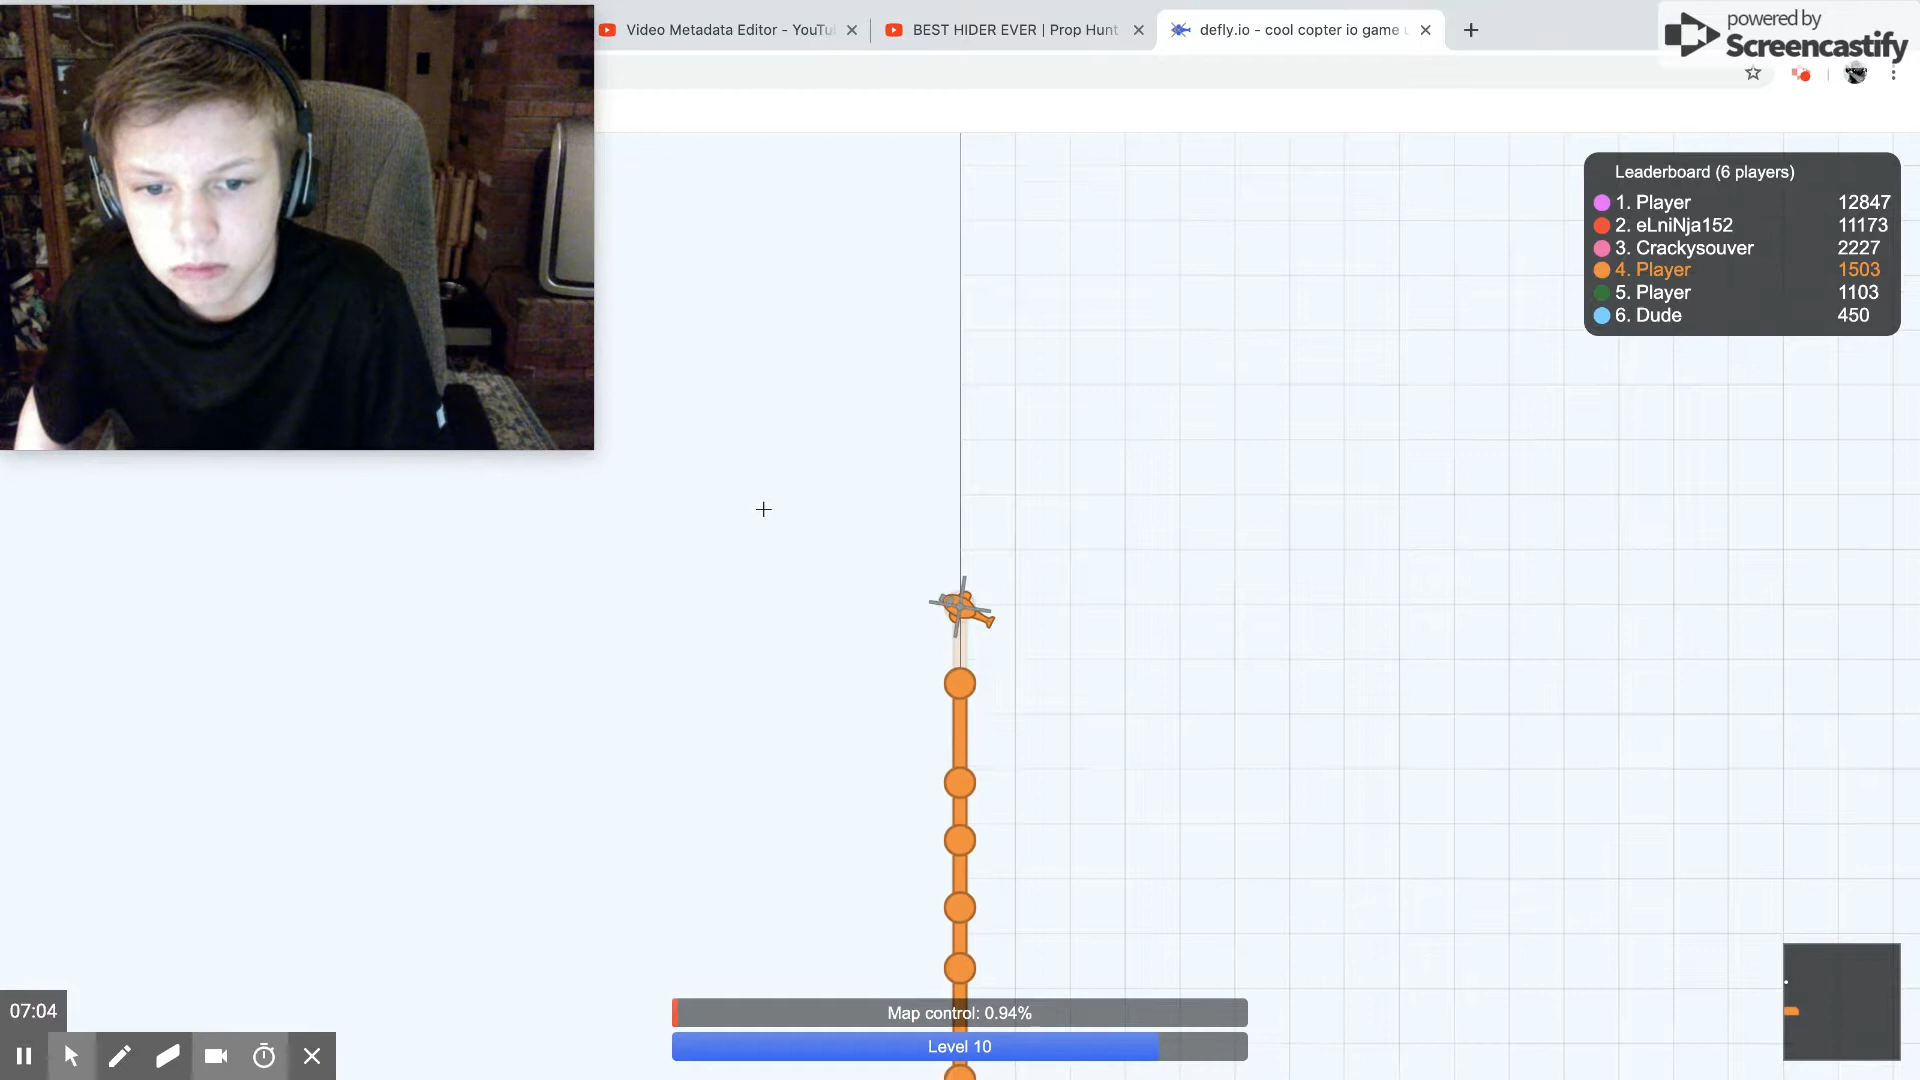 Video Metadata Editor - YouTu
BEST HIDER EVER | Prop Hunt
defly.io - cool copter io game
powered by
Screencastify
Leaderboard (6 players)
1. Player 12847
2. eLniNja152 11173
3. Crackysouver 2227
4. Player 1503
5. Player 1103
6. Dude 450
07:04
Map control: 0.94%
Level 10